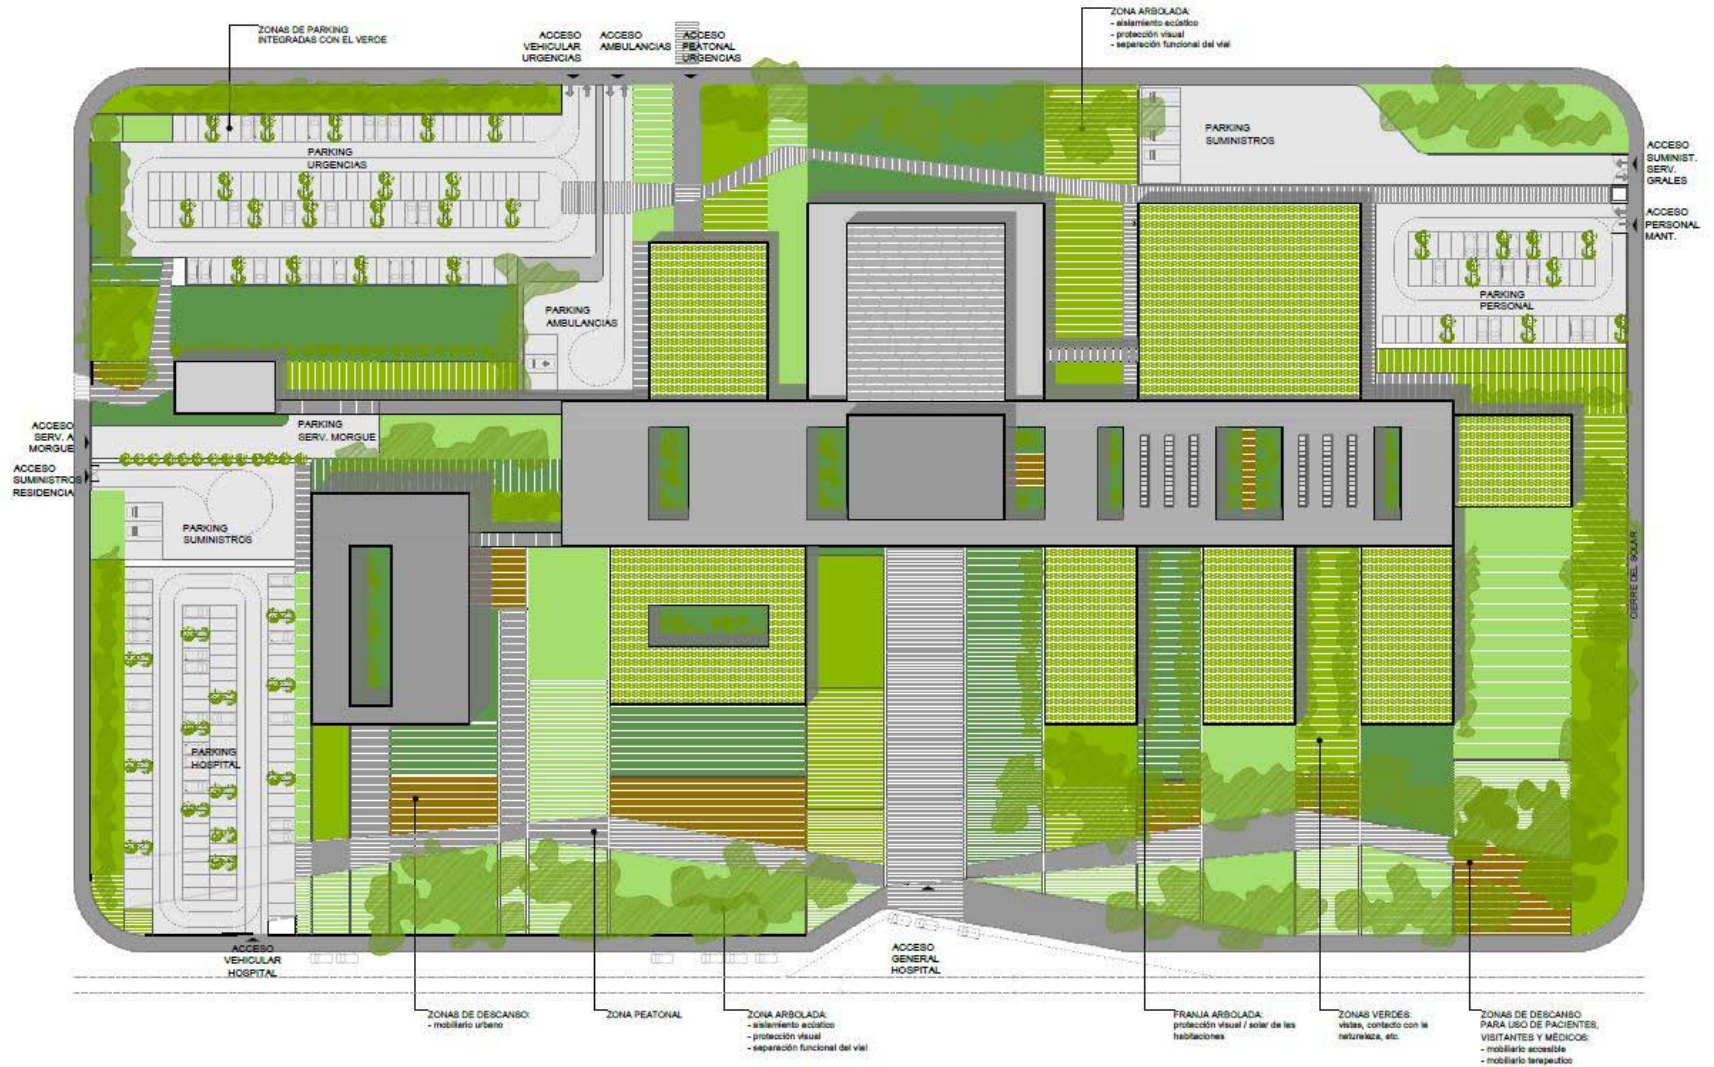 ZONAS DE PARKING
INTEGRADAS CON EL VERDE
ACCESO
VEHICULAR
URGENCIAS
ACCESO
AMBULANCIAS
ACCESO
PEATONAL
URGENCIAS
ZONA ARBOLADA:
- aislamiento acústico
- protección visual
- separación funcional del vial
PARKING
URGENCIAS
PARKING
SUMINISTROS
ACCESO
SUMINIST.
SERV.
GRALES
ACCESO
PERSONAL
MANT.
PARKING
PERSONAL
PARKING
AMBULANCIAS
ACCESO
SERV. A
MORGUE
PARKING
SERV. MORGUE
ACCESO
SUMINISTROS
RESIDENCIA
PARKING
SUMINISTROS
CIERRE DEL SOLAR
PARKING
HOSPITAL
ACCESO
VEHICULAR
HOSPITAL
ACCESO
GENERAL
HOSPITAL
ZONAS DE DESCANSO:
- mobiliario urbano
ZONA PEATONAL
ZONA ARBOLADA:
- aislamiento acústico
- protección visual
- separación funcional del vial
FRANJA ARBOLADA:
protección visual / solar de las
habitaciones
ZONAS VERDES:
vistas, contacto con la
naturaleza, etc.
ZONAS DE DESCANSO
PARA USO DE PACIENTES,
VISITANTES Y MÉDICOS:
- mobiliario accesible
- mobiliario terapeutico